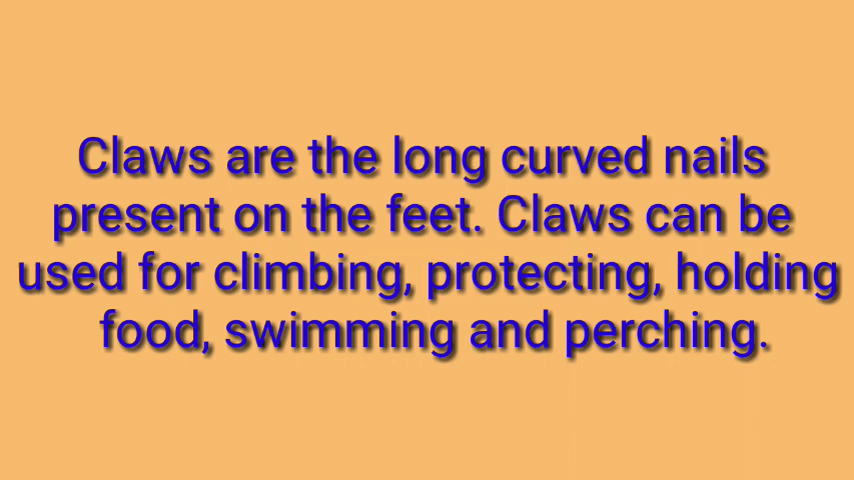 Claws are the long curved nails
present on the feet. Claws can be
used for climbing, protecting, holding
food, swimming and perching.